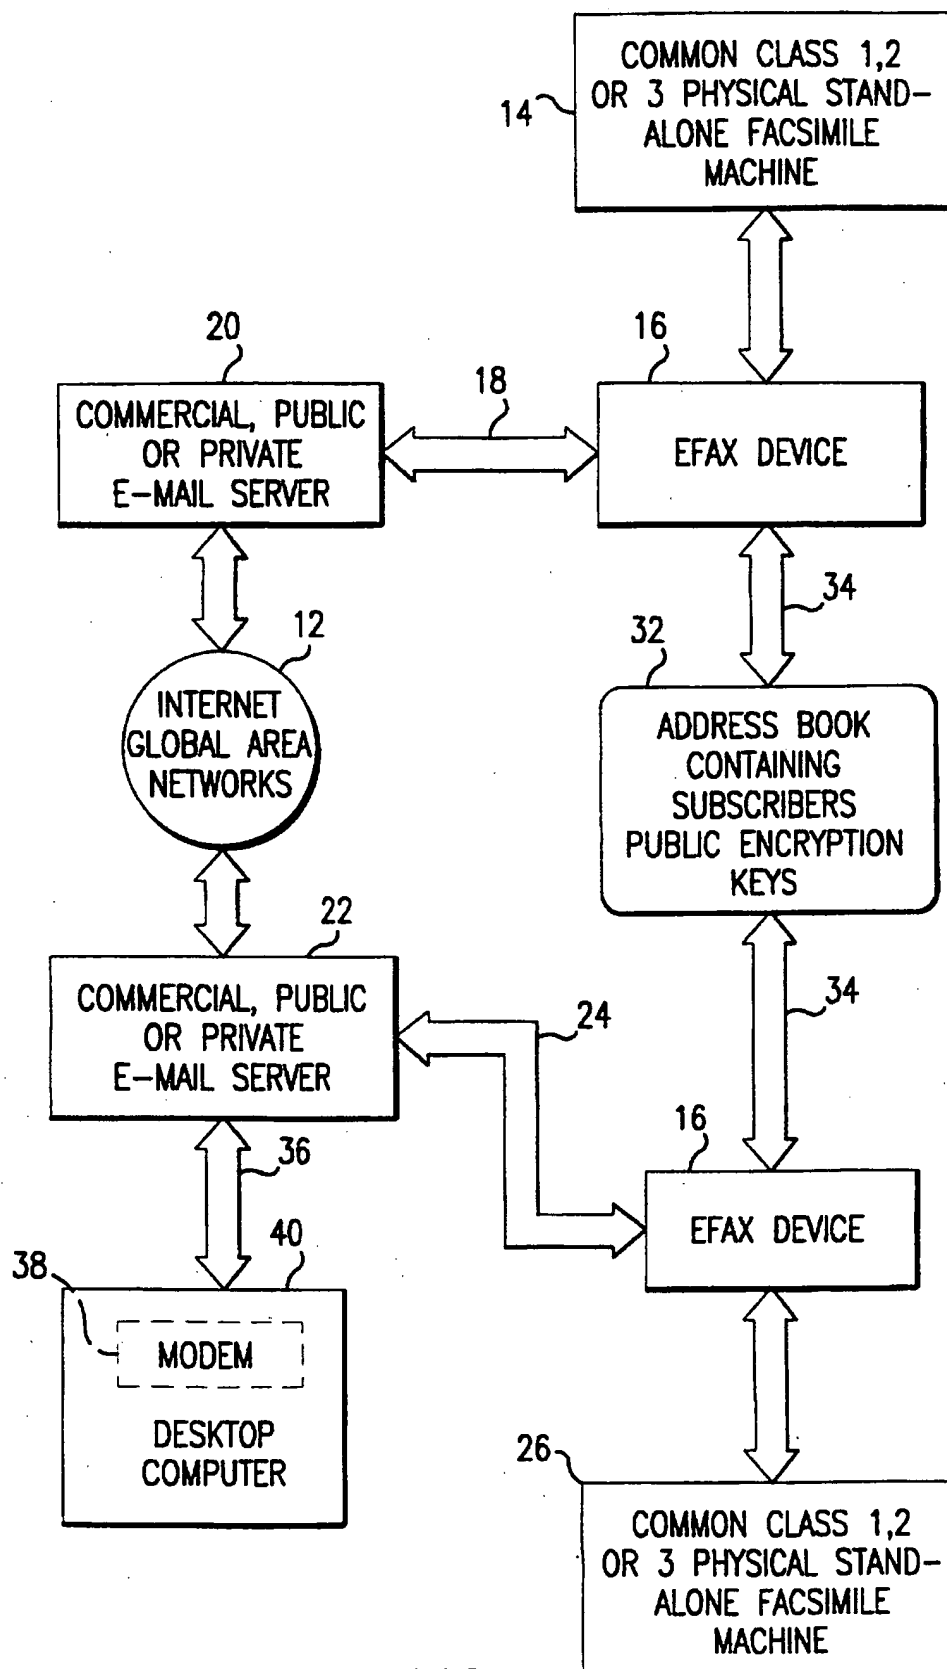 COMMON CLASS 1,2
OR 3 PHYSICAL STAND-
ALONE FACSIMILE
MACHINE
14
20
COMMERCIAL, PUBLIC
OR PRIVATE
E-MAIL SERVER
18
16
EFAX DEVICE
34
12
INTERNET
GLOBAL AREA
NETWORKS
32
ADDRESS BOOK
CONTAINING
SUBSCRIBERS
PUBLIC ENCRYPTION
KEYS
22
COMMERCIAL, PUBLIC
OR PRIVATE
E-MAIL SERVER
24
34
36
16
EFAX DEVICE
38
40
MODEM
DESKTOP
COMPUTER
26
COMMON CLASS 1,2
OR 3 PHYSICAL STAND-
ALONE FACSIMILE
MACHINE